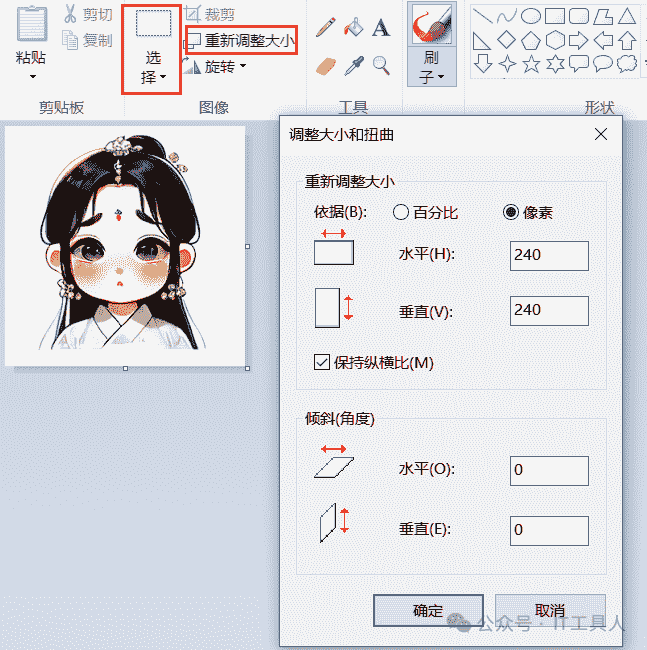 粘贴
剪切
复制
剪贴板
选
择
裁剪
重新调整大小
旋转
图像
A
工具
刷
子
形状
调整大小和扭曲
重新调整大小
依据(B): 百分比 像素
水平(H): 240
垂直(V): 240
保持纵横比(M)
倾斜(角度)
水平(O): 0
垂直(E): 0
确定 取消
公众号·IT工具人